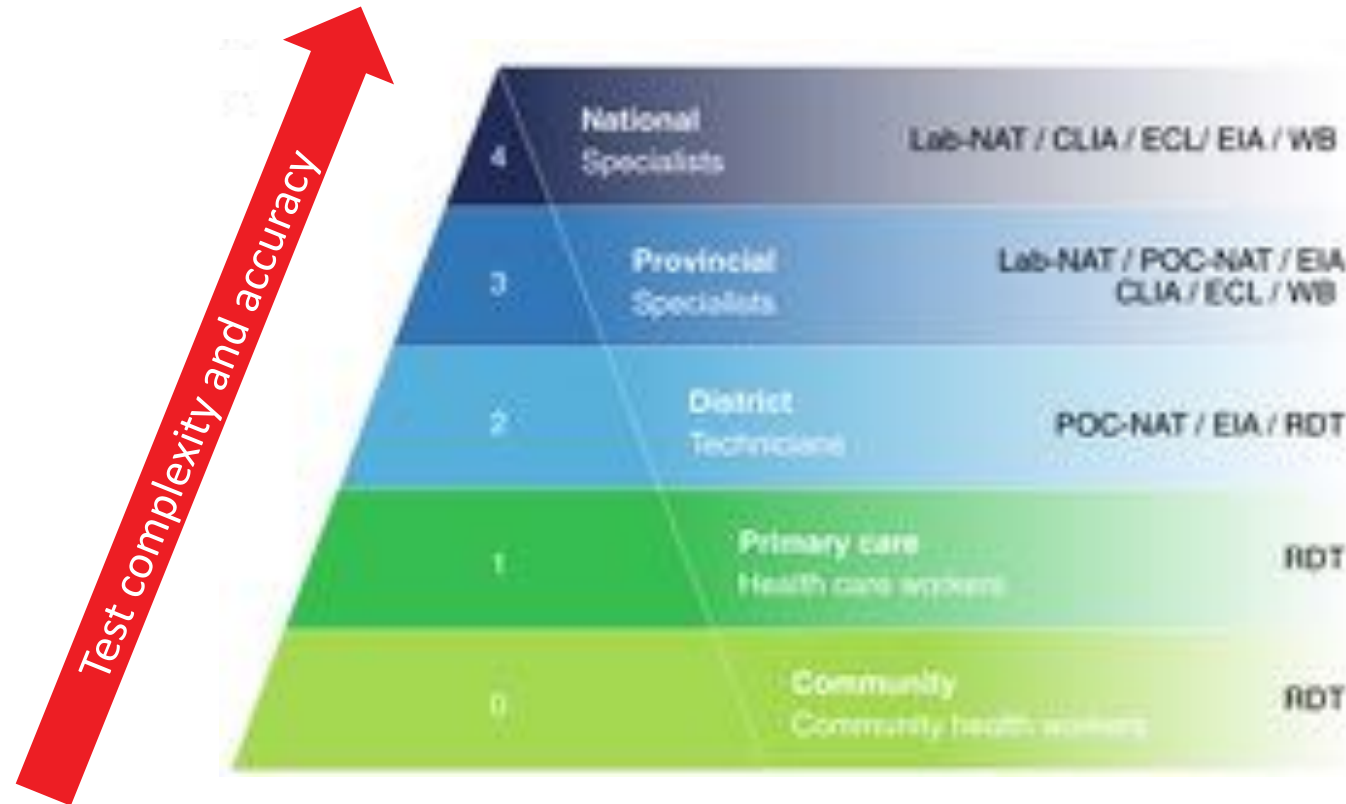 Test complexity and accuracy
4
National
Specialists
Lab-NAT / CLIA / ECL/ EIA / WB
3
Provincial
Specialists
Lab-NAT / POC-NAT / EIA
CLIA / ECL / WB
2
District
Technicians
POC-NAT / EIA / RDT
1
Primary care
Health care workers
RDT
0
Community
Community health workers
RDT